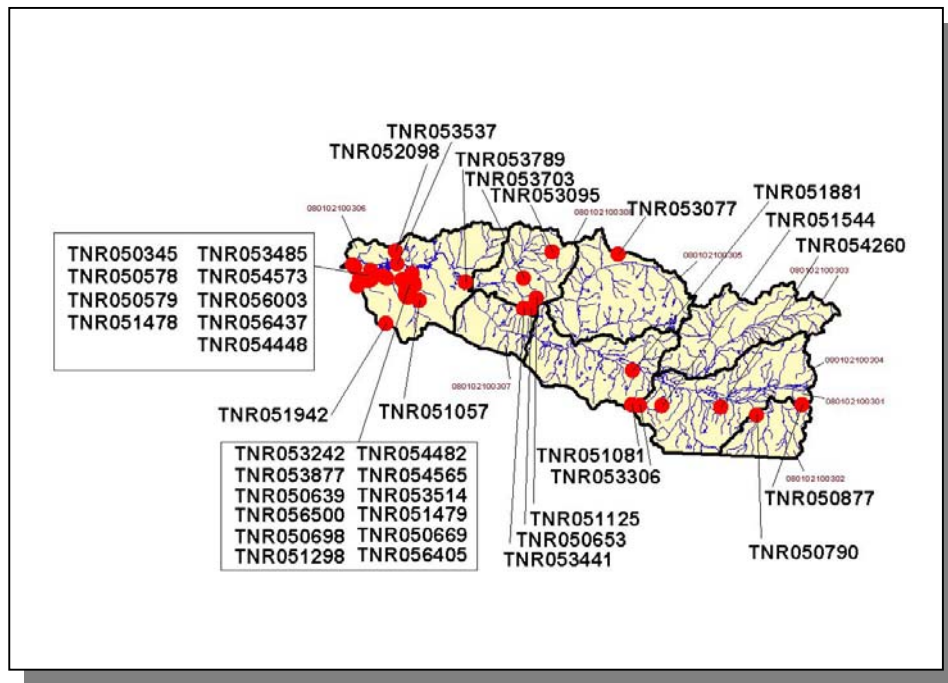 TNR053537
TNR052098
TNR053789
TNR053703
TNR053095
TNR051881
TNR053077
TNR051544
TNR054260
080102100306
080102100308
080102100305
080102100303
TNR050345 TNR053485
TNR050578 TNR054573
TNR050579 TNR056003
TNR051478 TNR056437
TNR054448
080102100304
080102100307
080102100301
TNR051942
TNR051057
TNR053242 TNR054482
TNR053877 TNR054565
TNR050639 TNR053514
TNR056500 TNR051479
TNR050698 TNR050669
TNR051298 TNR056405
TNR051081
TNR053306
080102100302
TNR050877
TNR051125
TNR050653
TNR053441
TNR050790